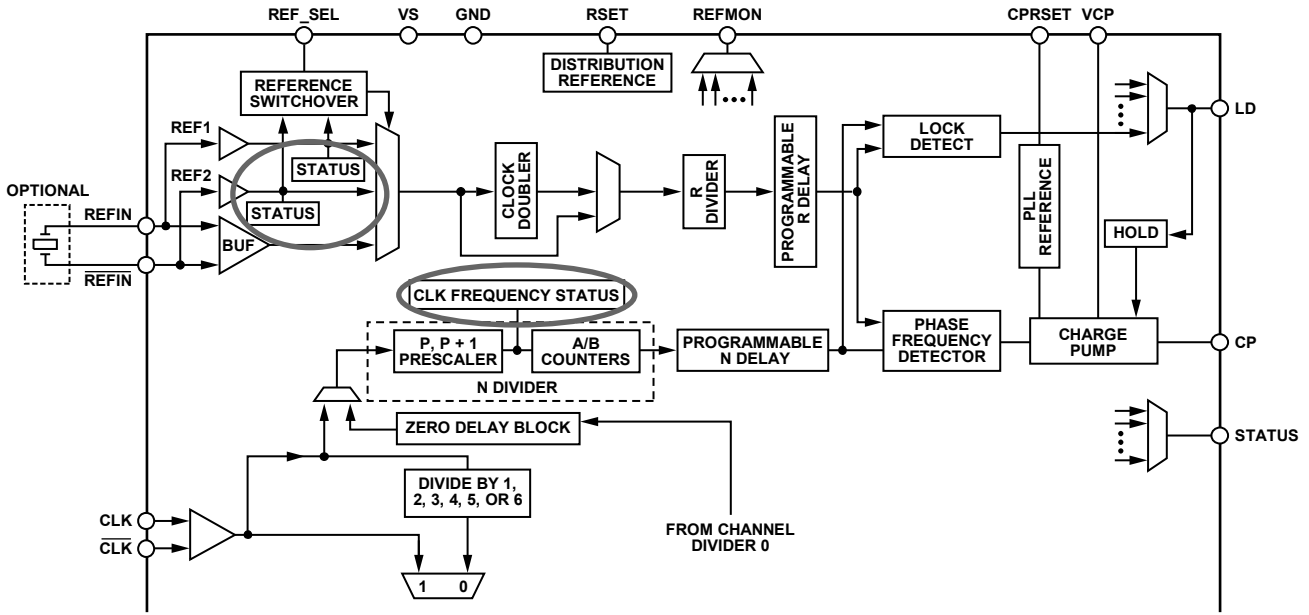 REF_SEL
VS
GND
RSET
REFMON
CPRSET
VCP
DISTRIBUTION
REFERENCE
REFERENCE
SWITCHOVER
REF1
STATUS
REF2
STATUS
OPTIONAL
REFIN
REFIN
BUF
CLOCK
DOUBLER
R
DIVIDER
PROGRAMMABLE
R DELAY
LOCK
DETECT
LD
PLL
REFERENCE
HOLD
CLK FREQUENCY STATUS
P, P + 1
PRESCALER
A/B
COUNTERS
N DIVIDER
PROGRAMMABLE
N DELAY
PHASE
FREQUENCY
DETECTOR
CHARGE
PUMP
CP
ZERO DELAY BLOCK
STATUS
DIVIDE BY 1,
2, 3, 4, 5, OR 6
CLK
CLK
FROM CHANNEL
DIVIDER 0
1 0